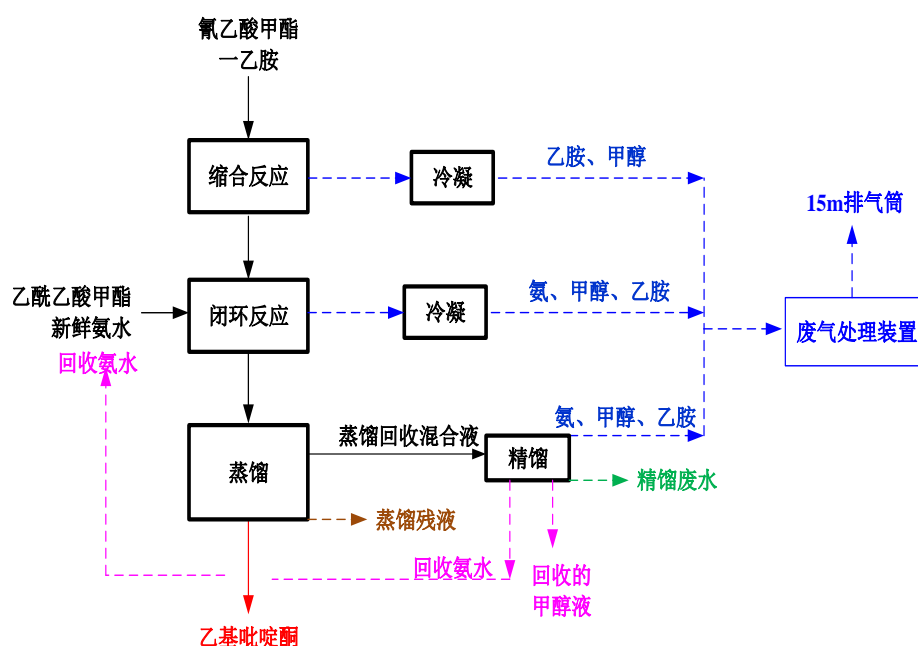 氰乙酸甲酯
一乙胺
缩合反应
冷凝
乙胺、甲醇
15m排气筒
乙酰乙酸甲酯
新鲜氨水
回收氨水
闭环反应
冷凝
氨、甲醇、乙胺
废气处理装置
蒸馏
蒸馏回收混合液
精馏
氨、甲醇、乙胺
精馏废水
蒸馏残液
回收氨水
回收的
甲醇液
乙基吡啶酮